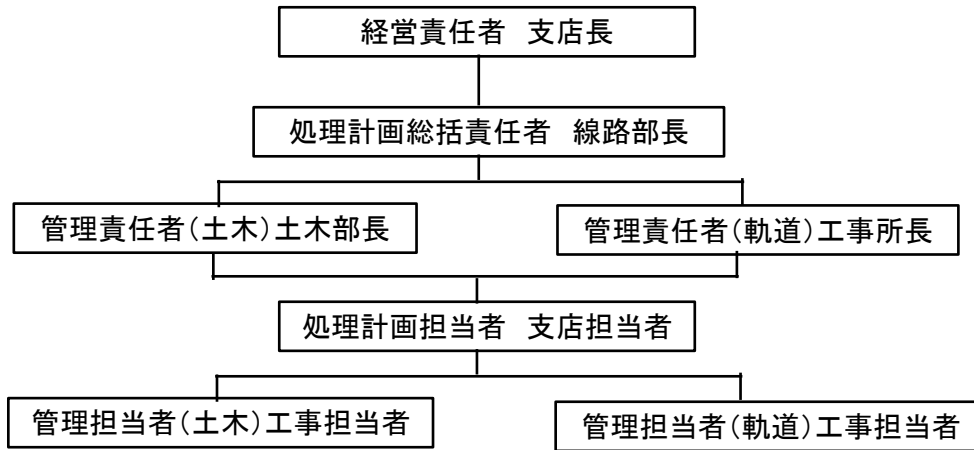 経営責任者　支店長
処理計画総括責任者　線路部長
管理責任者(土木)土木部長
管理責任者(軌道)工事所長
処理計画担当者　支店担当者
管理担当者(土木)工事担当者
管理担当者(軌道)工事担当者